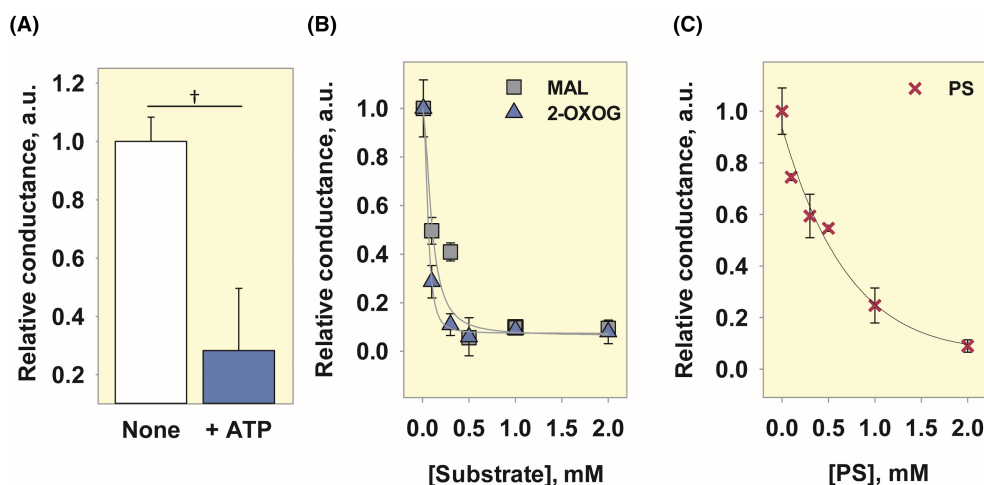 (A)
Relative conductance, a.u.
1.2
1.0
0.8
0.6
0.4
0.2
†
None + ATP
(B)
Relative conductance, a.u.
1.0
0.8
0.6
0.4
0.2
0.0
MAL
2-OXOG
0.0 0.5 1.0 1.5 2.0
[Substrate], mM
(C)
Relative conductance, a.u.
1.0
0.8
0.6
0.4
0.2
0.0
PS
0.0 0.5 1.0 1.5 2.0
[PS], mM